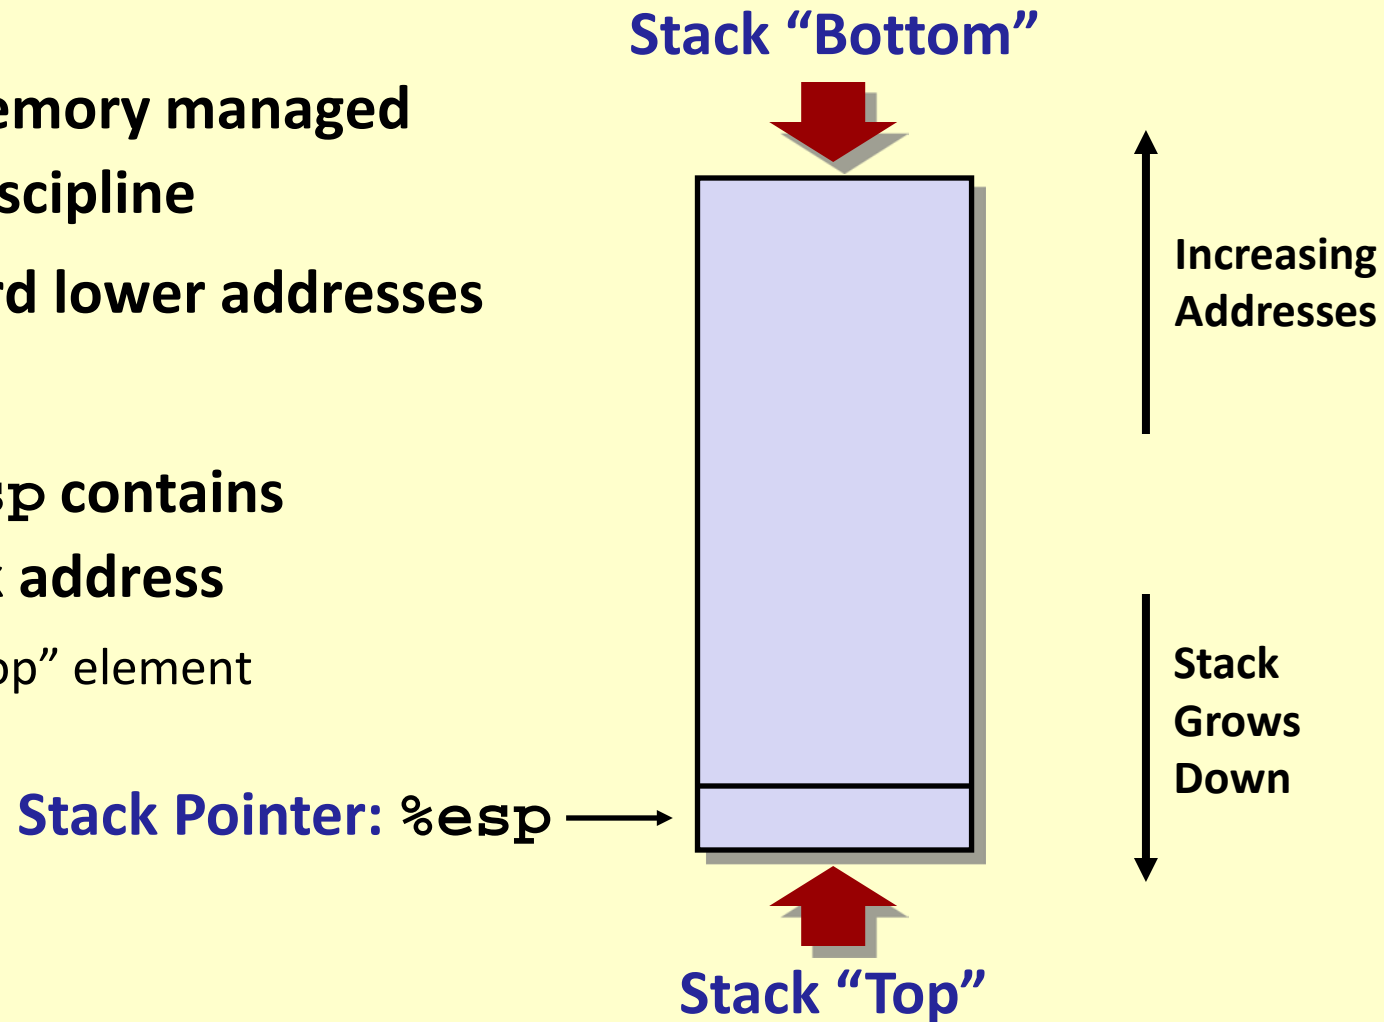 Stack “Bottom”
emory managed
scipline
rd lower addresses
Increasing
Addresses
sp contains
address
op” element
Stack
Grows
Down
Stack Pointer: %esp
Stack “Top”